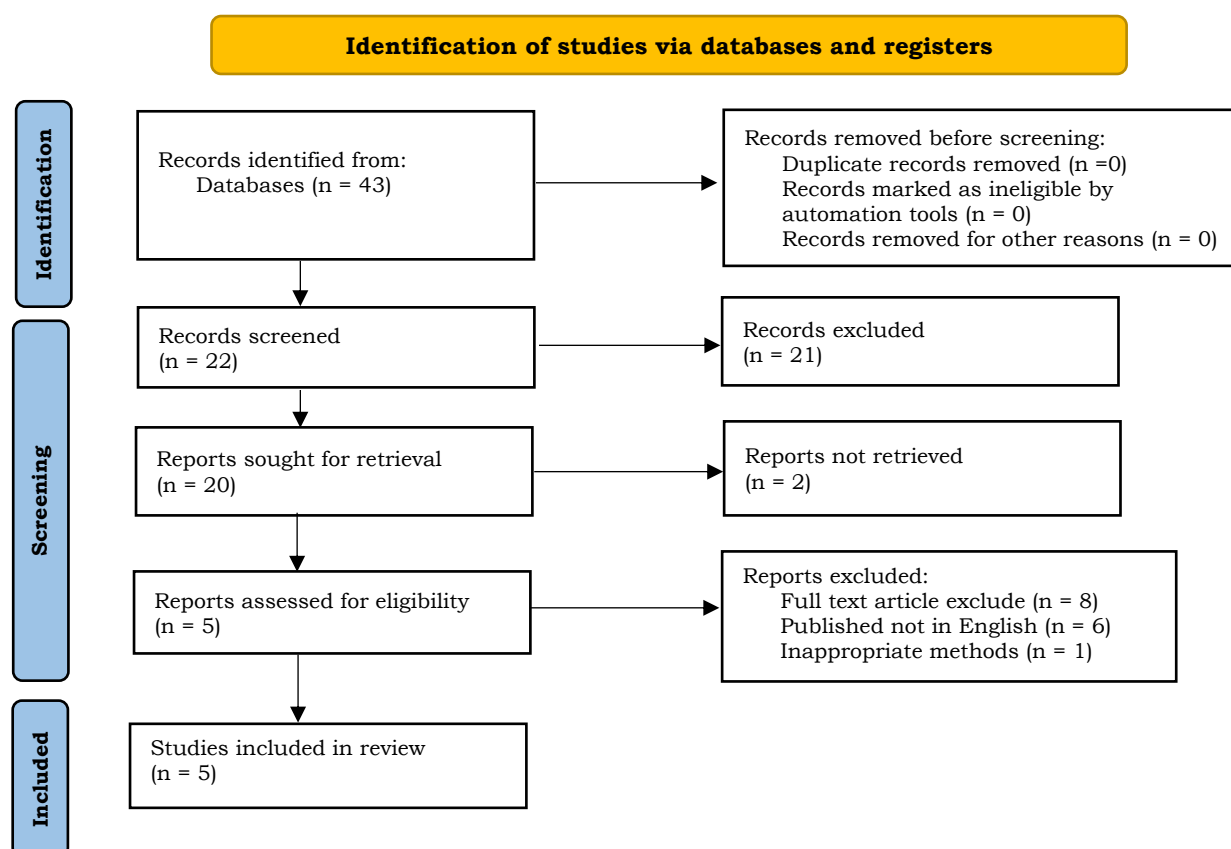 Identification of studies via databases and registers
Identification
Records identified from:
Databases (n = 43)
Records removed before screening:
Duplicate records removed (n =0)
Records marked as ineligible by
automation tools (n = 0)
Records removed for other reasons (n = 0)
Screening
Records screened
(n = 22)
Records excluded
(n = 21)
Reports sought for retrieval
(n = 20)
Reports not retrieved
(n = 2)
Reports assessed for eligibility
(n = 5)
Reports excluded:
Full text article exclude (n = 8)
Published not in English (n = 6)
Inappropriate methods (n = 1)
Included
Studies included in review
(n = 5)